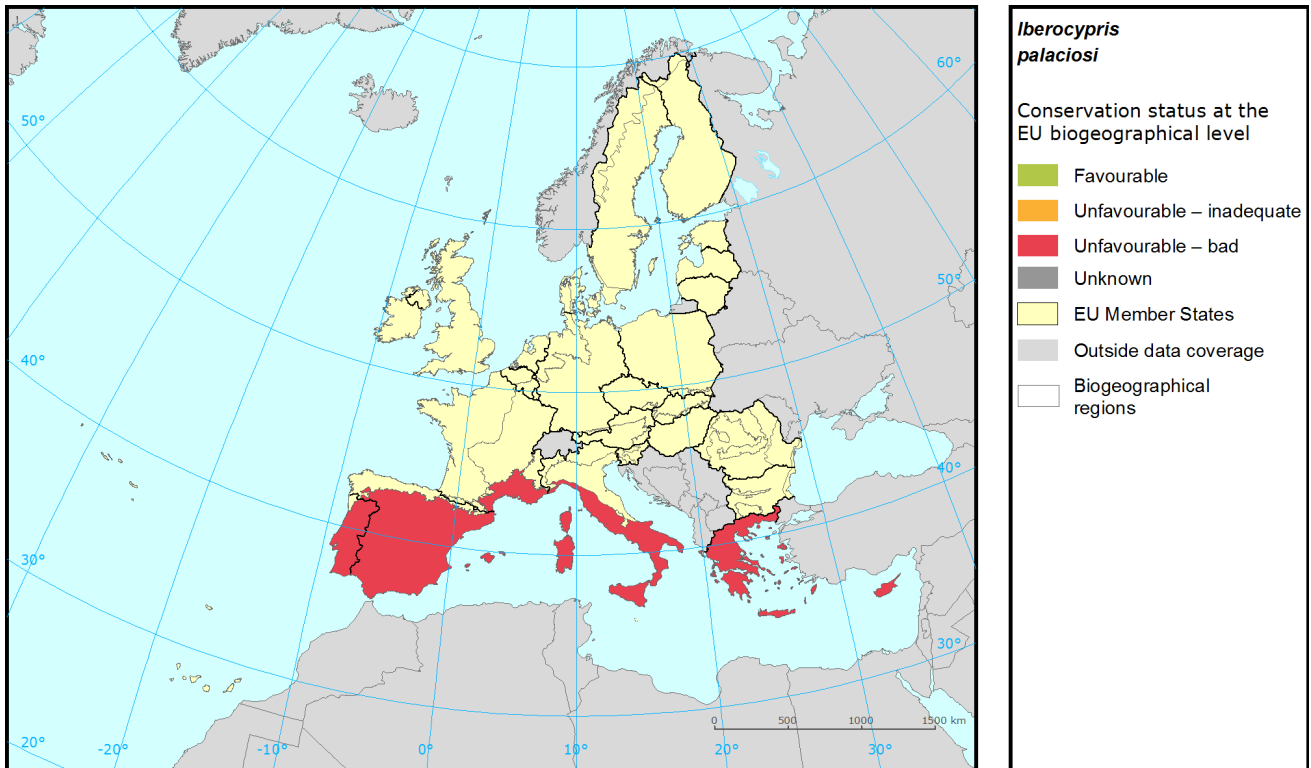 Iberocypris
palaciosi
Conservation status at the
EU biogeographical level
Favourable
Unfavourable – inadequate
Unfavourable – bad
Unknown
EU Member States
Outside data coverage
Biogeographical
regions
60°
50°
50°
40°
40°
30°
30°
20°
-20°
-10°
0°
10°
20°
30°
0
500
1000
1500 km